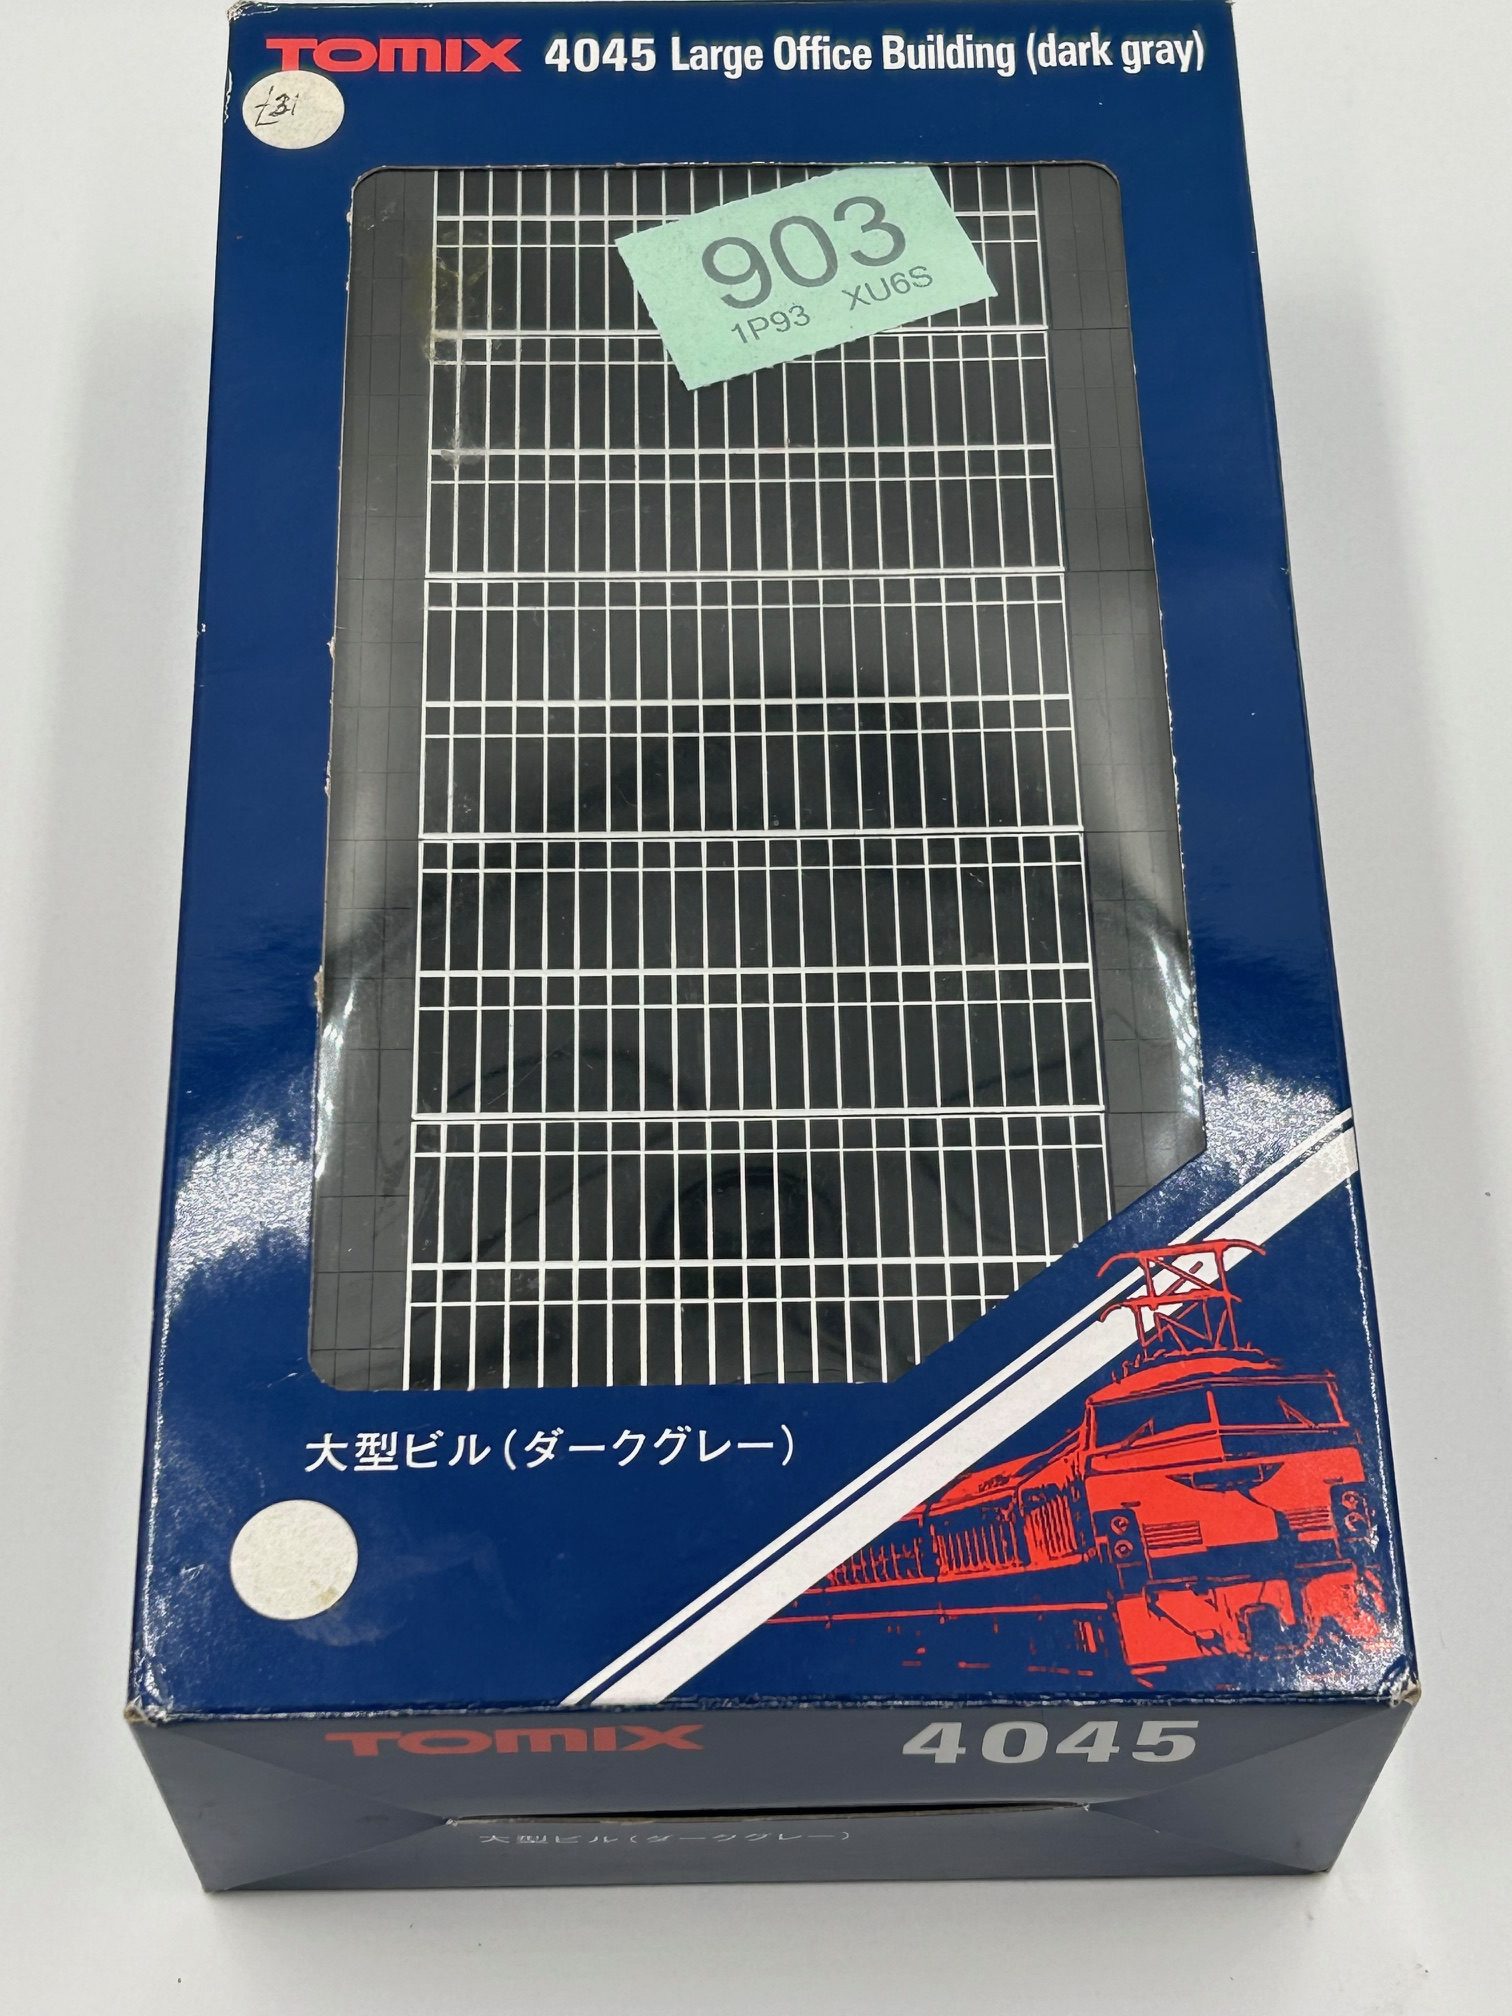 TOMIX 4045 Large Office Building (dark gray)
£31
903
1P93 XU6S
大型ビル(ダークグレー)
TOMIX 4045
大型ビル(ダークグレー)